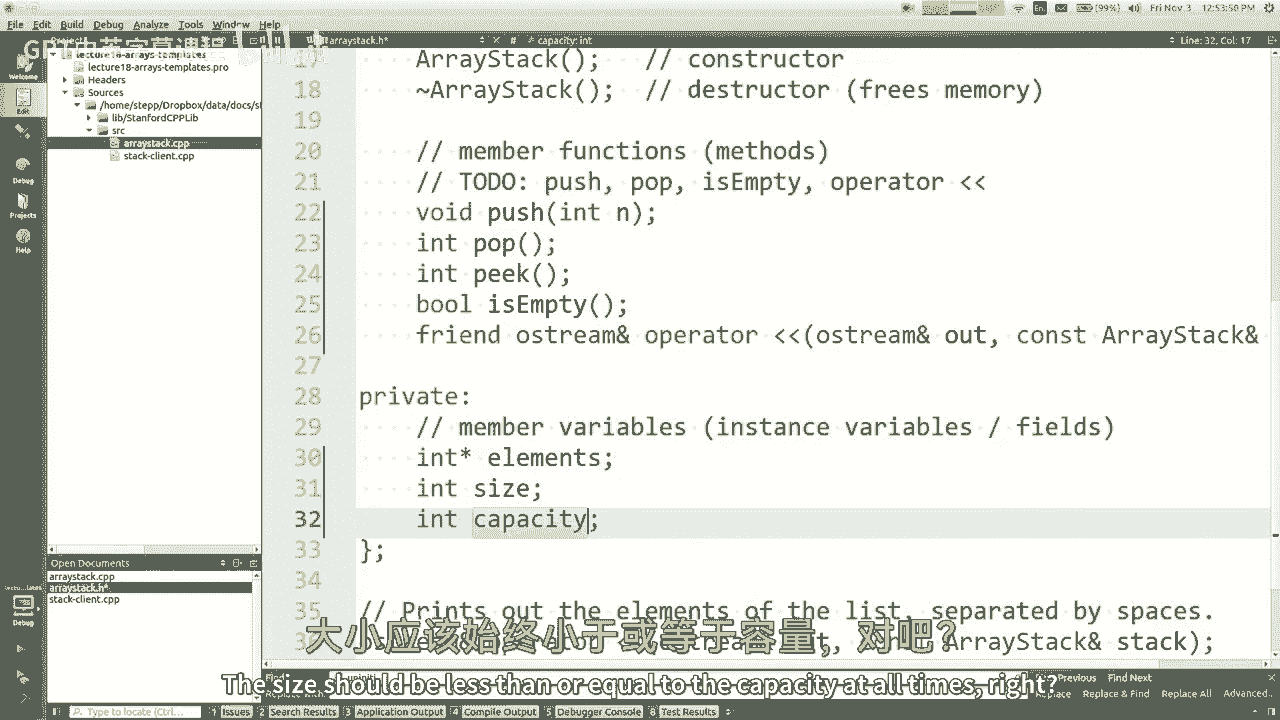 File Edit Build Debug Analyze Tools Window Help
En (99%) Fri Nov 3 12:53:50 PM
GPT中英字幕课程
arraystack.h* # capacity: int Line: 32, Col: 17
lecture18-arrays-templates
lecture18-arrays-templates.pro
Headers
Sources
/home/stepp/Dropbox/data/docs/st
lib/StanfordCPPLib
src
arraystack.cpp
stack-client.cpp
Welcome
Edit
Debug
Projects
Help
17 ArrayStack(); // constructor
18 ~ArrayStack(); // destructor (frees memory)
19
20 // member functions (methods)
21 // TODO: push, pop, isEmpty, operator <<
22 void push(int n);
23 int pop();
24 int peek();
25 bool isEmpty();
26 friend ostream& operator <<(ostream& out, const ArrayStack&
27
28 private:
29 // member variables (instance variables / fields)
30 int* elements;
31 int size;
32 int capacity;
33 };
34
35 // Prints out the elements of the list, separated by spaces.
ArrayStack& stack);
Open Documents
arraystack.cpp
arraystack.h*
stack-client.cpp
Debug
大小应该始终小于或等于容量，对吧？
The size should be less than or equal to the capacity at all times, right?
Previous Find Next
Replace & Find Replace All Advanced...
Type to locate (Ctrl... 1 Issues 2 Search Results 3 Application Output 4 Compile Output 5 Debugger Console 8 Test Results